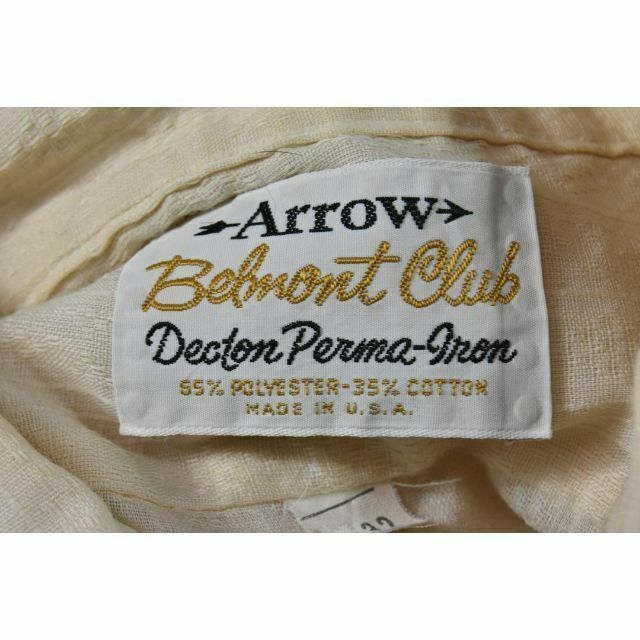 Arrow
Belmont Club
Decton Perma-Iron
65% POLYESTER-35% COTTON
MADE IN U.S.A.